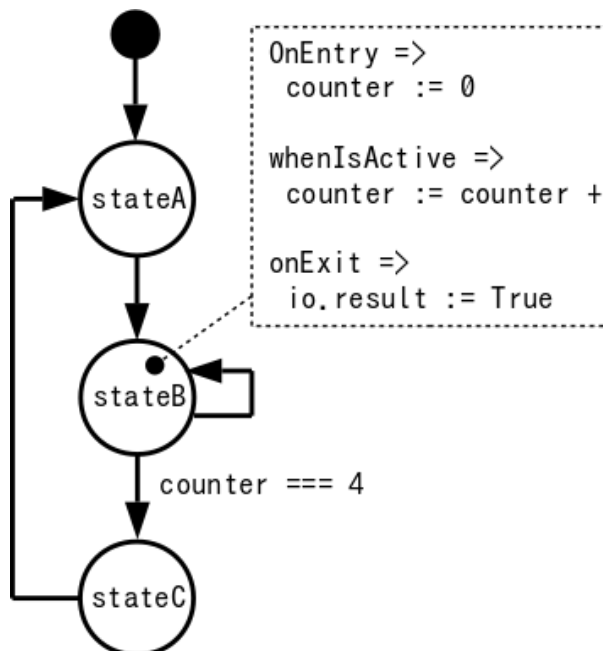 OnEntry =>
counter := 0
whenIsActive =>
counter := counter +
onExit =>
io.result := True
stateA
stateB
counter === 4
stateC